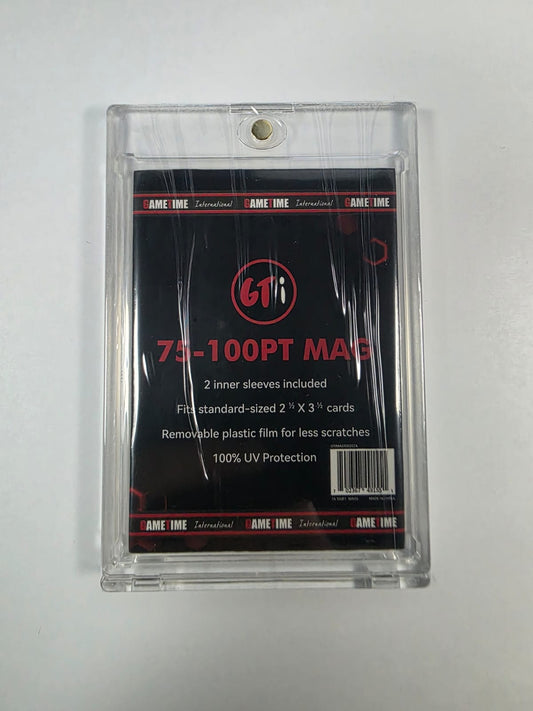 GAMETIME International GAMETIME International GAMETIME
GTi
75-100PT MAG
2 inner sleeves included
Fits standard-sized 2 ½ X 3 ½ cards
Removable plastic film for less scratches
100% UV Protection
GAMETIME International GAMETIME International GAMETIME